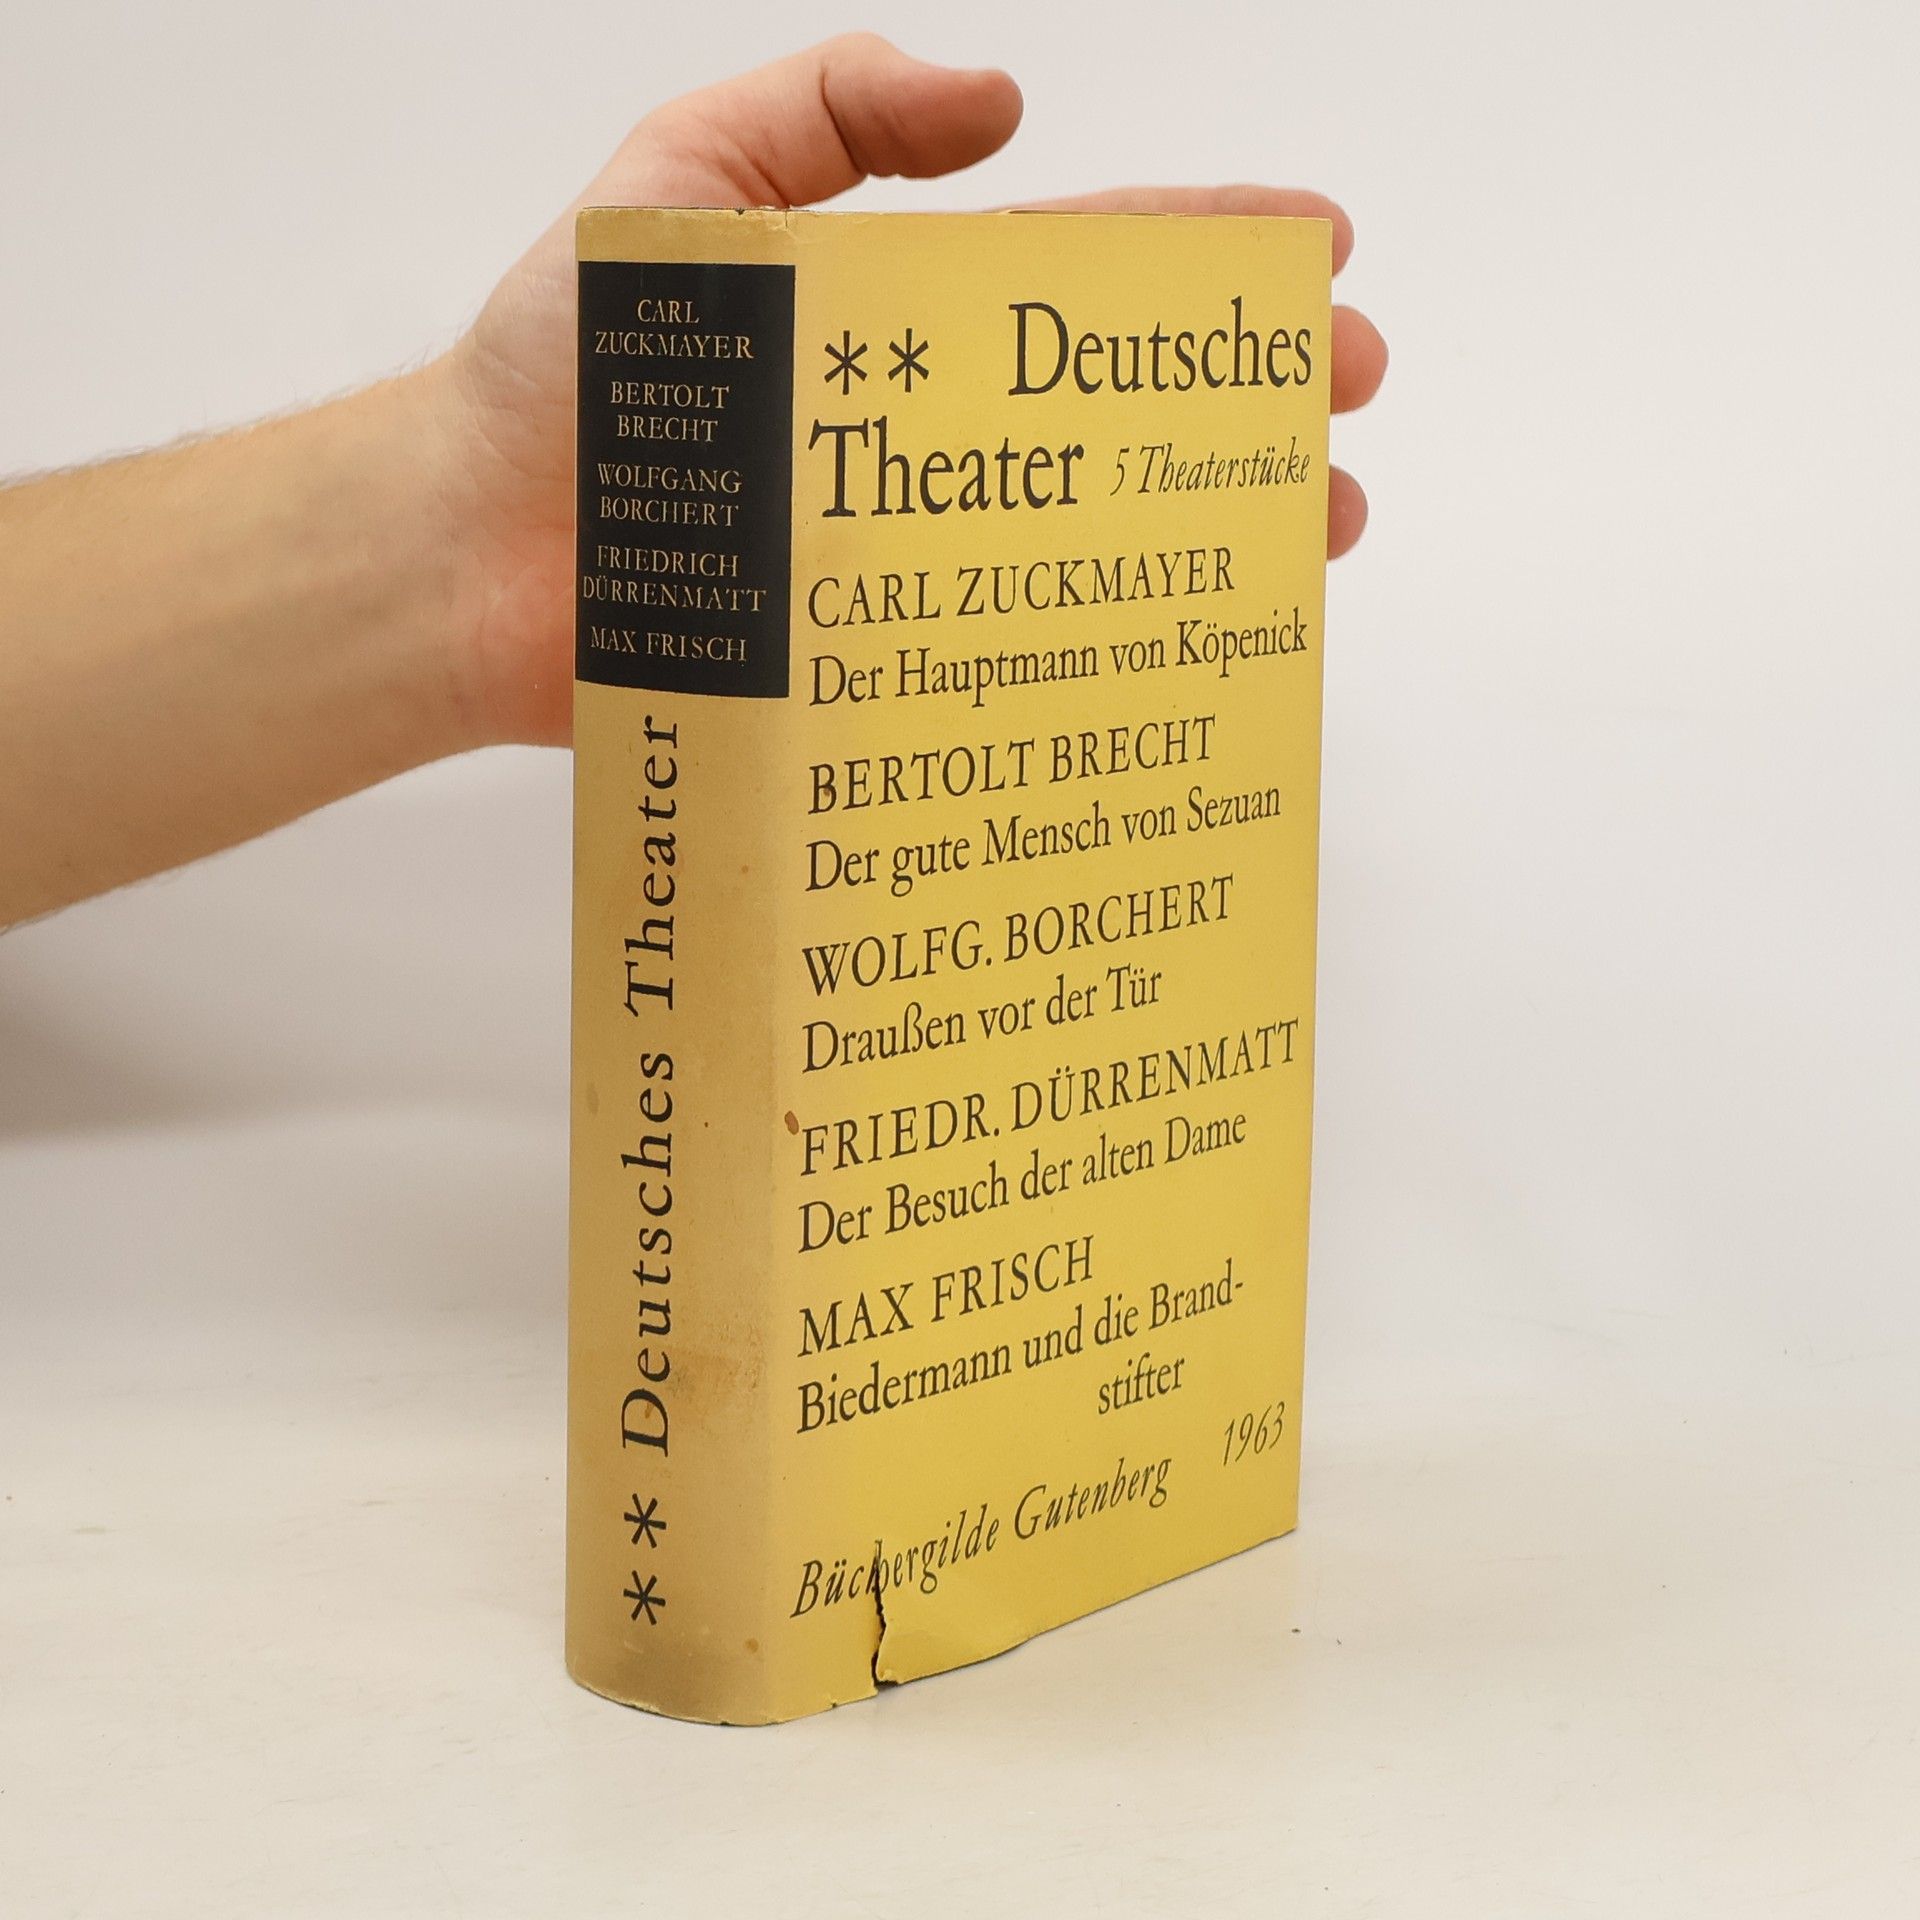 CARL
ZUCKMAYER
BERTOLT
BRECHT
WOLFGANG
BORCHERT
FRIEDRICH
DÜRRENMATT
MAX FRISCH
** Deutsches Theater
** Deutsches
Theater 5 Theaterstücke
CARL ZUCKMAYER
Der Hauptmann von Köpenick
BERTOLT BRECHT
Der gute Mensch von Sezuan
WOLFG. BORCHERT
Draußen vor der Tür
FRIEDR. DÜRRENMATT
Der Besuch der alten Dame
MAX FRISCH
Biedermann und die Brand-
stifter
Büchergilde Gutenberg 1963